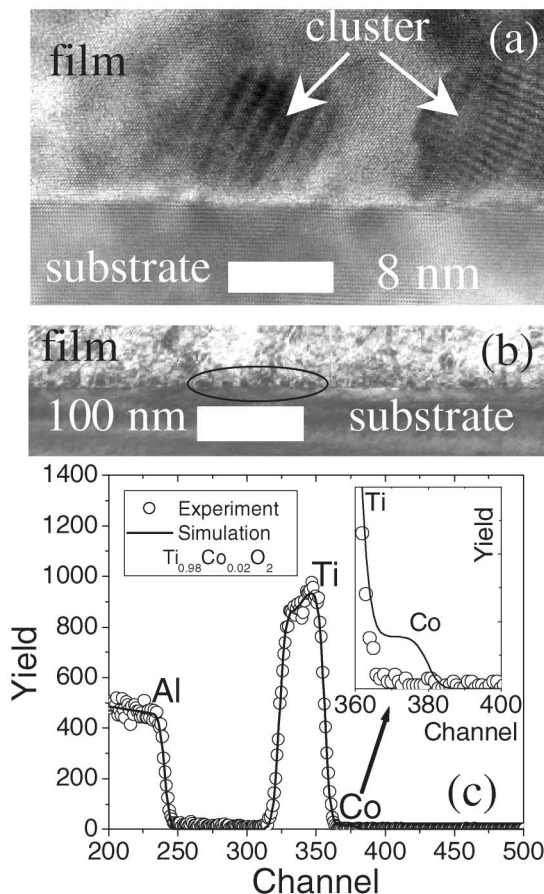 cluster
(a)
film
substrate
8 nm
film
(b)
100 nm
substrate
1400
1200
1000
800
600
400
200
0
Yield
Experiment
Simulation
Ti₀.₉₈Co₀.₀₂O₂
Al
Ti
Co
(c)
Ti
Yield
Co
360 380 400
Channel
200 250 300 350 400 450 500
Channel